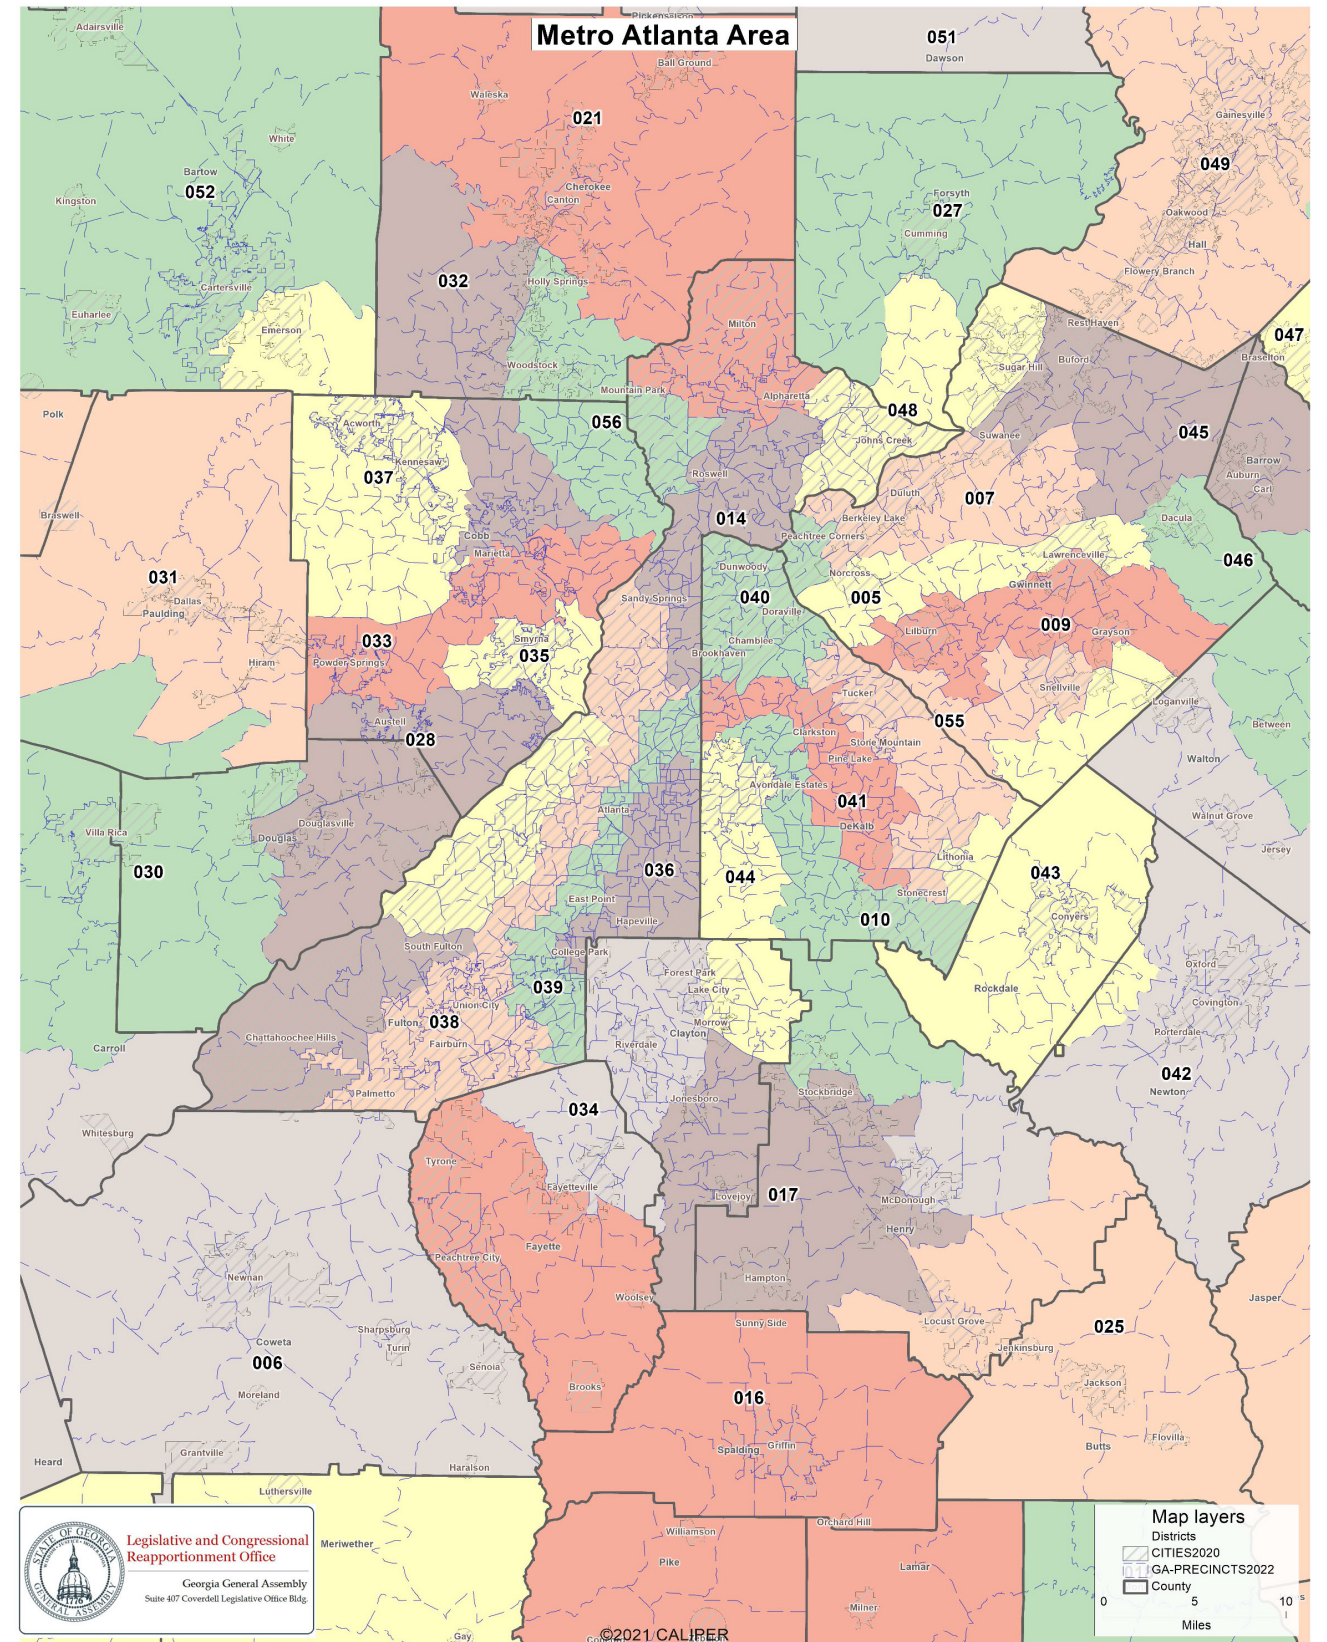 Metro Atlanta Area
Adairsville
Ball Ground
051
Dawson
Waleska
021
Gainesville
White
049
Bartow
052
Cherokee
Canton
Forsyth
027
Kingston
Oakwood
Cumming
Hall
Flowery Branch
032
Holly Springs
Cartersville
Euharlee
Emerson
Milton
Rest Haven
047
Braselton
Buford
Sugar Hill
Woodstock
Mountain Park
Alpharetta
Polk
Acworth
056
048
Johns Creek
Suwanee
045
Kennesaw
037
Roswell
Barrow
Auburn
Carl
Duluth
007
Braswell
014
Berkeley Lake
Dacula
Peachtree Corners
Cobb
Marietta
Lawrenceville
046
Dunwoody
031
Norcross
Gwinnett
Sandy Springs
040
005
Dallas
Paulding
Doraville
009
033
Smyrna
035
Chamble
Brookhaven
Lilburn
Grayson
Hiram
Powder Springs
Tucker
Snellville
Loganville
Austell
055
Between
028
Clarkston
Stone Mountain
Pine Lake
Walton
Avondale Estates
041
Atlanta
DeKalb
Walnut Grove
Douglasville
Douglas
Villa Rica
Jersey
Lithonia
030
036
044
043
Stonecrest
East Point
010
Conyers
Hapeville
South Fulton
College Park
Forest Park
Oxford
039
Lake City
Rockdale
Covington
Union City
Fulton
038
Morrow
Clayton
Porterdale
Chattahoochee Hills
Fairburn
Riverdale
Carroll
042
Newton
Palmetto
Stockbridge
Jonesboro
034
Whitesburg
Tyrone
Fayetteville
Lovejoy
017
McDonough
Henry
Fayette
Peachtree City
Newnan
Hampton
Woolsey
Jasper
Sunny Side
Locust Grove
025
Sharpsburg
Turin
Coweta
006
Jenkinsburg
Senoia
Moreland
Brooks
016
Jackson
Flovilla
Grantville
Spalding
Griffin
Butts
Heard
Haralson
Luthersville
Orchard Hill
Williamson
Meriwether
Pike
Lamar
Milner
Gay
STATE OF GEORGIA
GENERAL ASSEMBLY
1776
Legislative and Congressional
Reapportionment Office
Georgia General Assembly
Suite 407 Coverdell Legislative Office Bldg.
Map layers
Districts
CITIES2020
GA-PRECINCTS2022
County
0 5 10
Miles
©2021 CALIPER